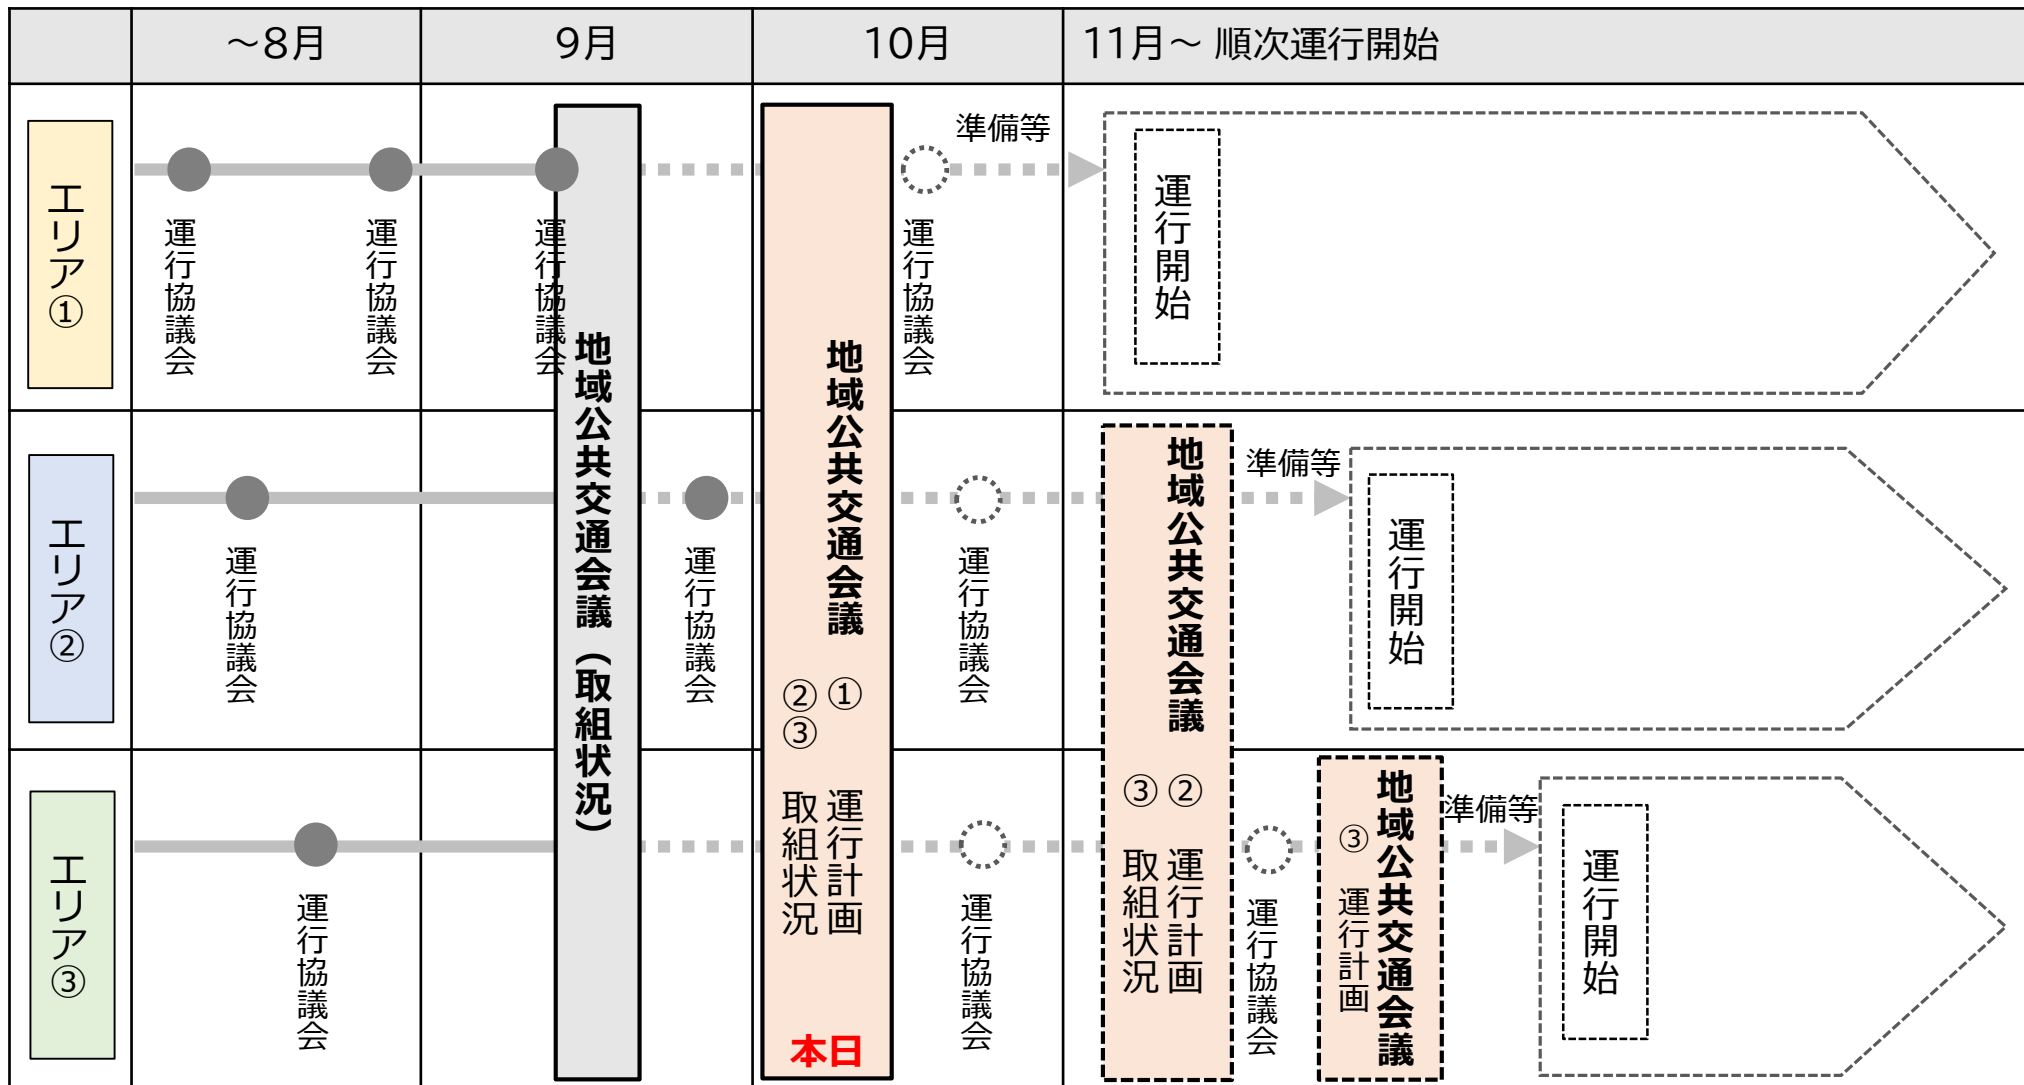 ～8月
9月
10月
11月～ 順次運行開始
エリア①
運行協議会
運行協議会
運行協議会
運行協議会
準備等
運行開始
地域公共交通会議（取組状況）
地域公共交通会議
① 運行計画
②③ 取組状況
本日
エリア②
運行協議会
運行協議会
運行協議会
地域公共交通会議
② 運行計画
③ 取組状況
準備等
運行開始
エリア③
運行協議会
運行協議会
運行協議会
地域公共交通会議
③ 運行計画
準備等
運行開始